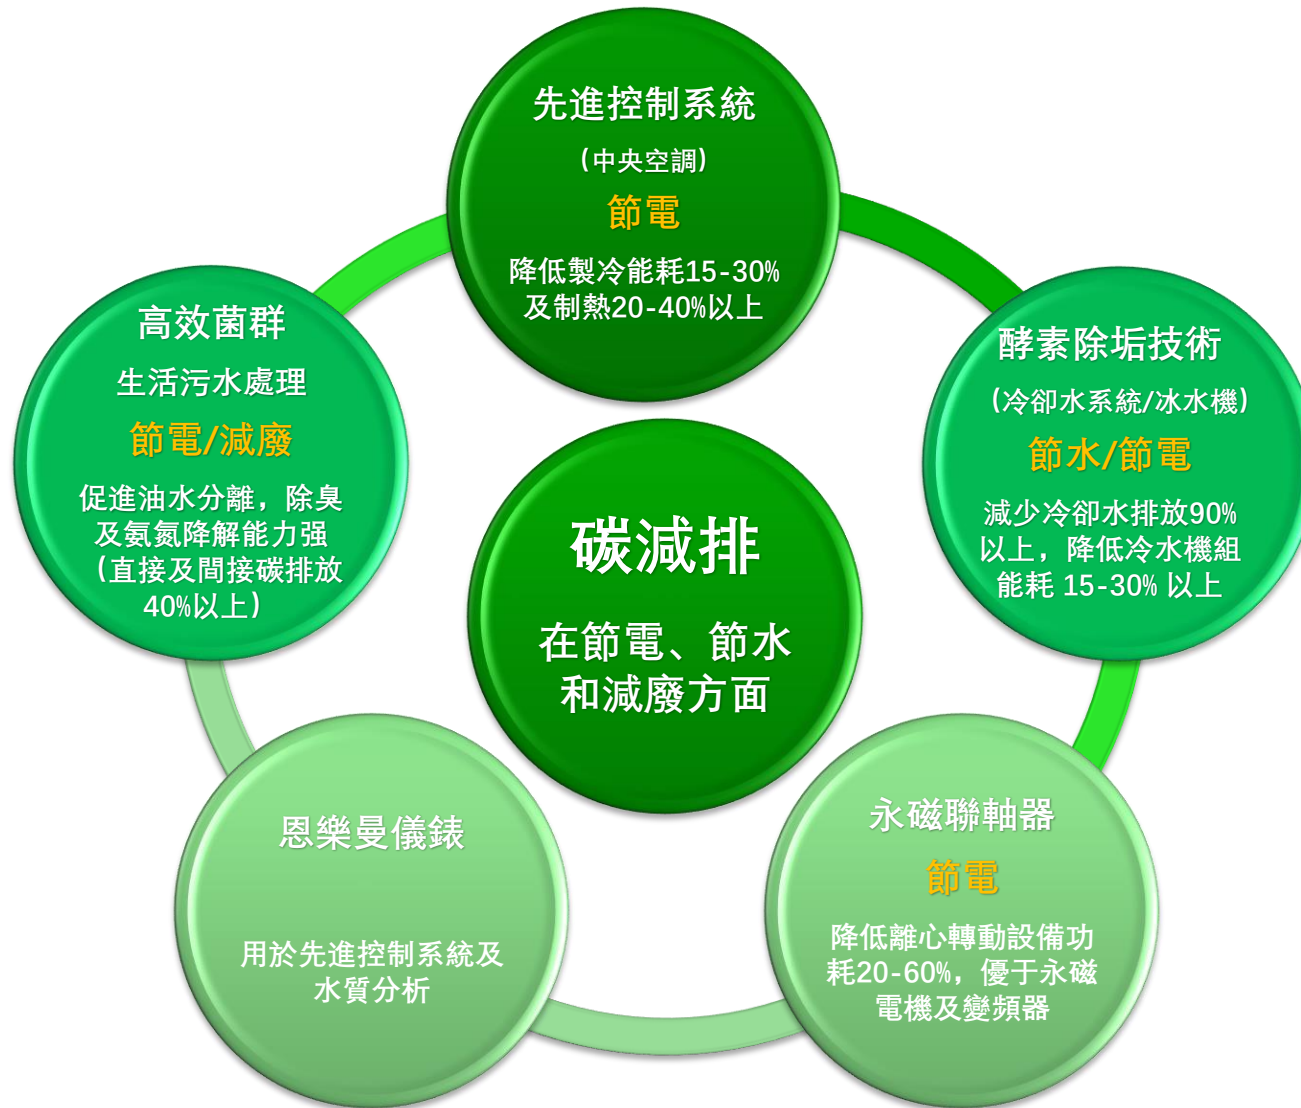 先進控制系統
(中央空調)
節電
降低製冷能耗15-30%
及制熱20-40%以上
高效菌群
生活污水處理
節電/減廢
促進油水分離，除臭
及氨氮降解能力强
(直接及間接碳排放
40%以上)
酵素除垢技術
(冷卻水系統/冰水機)
節水/節電
減少冷卻水排放90%
以上，降低冷水機組
能耗 15-30% 以上
碳減排
在節電、節水
和減廢方面
恩樂曼儀錶
用於先進控制系統及
水質分析
永磁聯軸器
節電
降低離心轉動設備功
耗20-60%，優于永磁
電機及變頻器